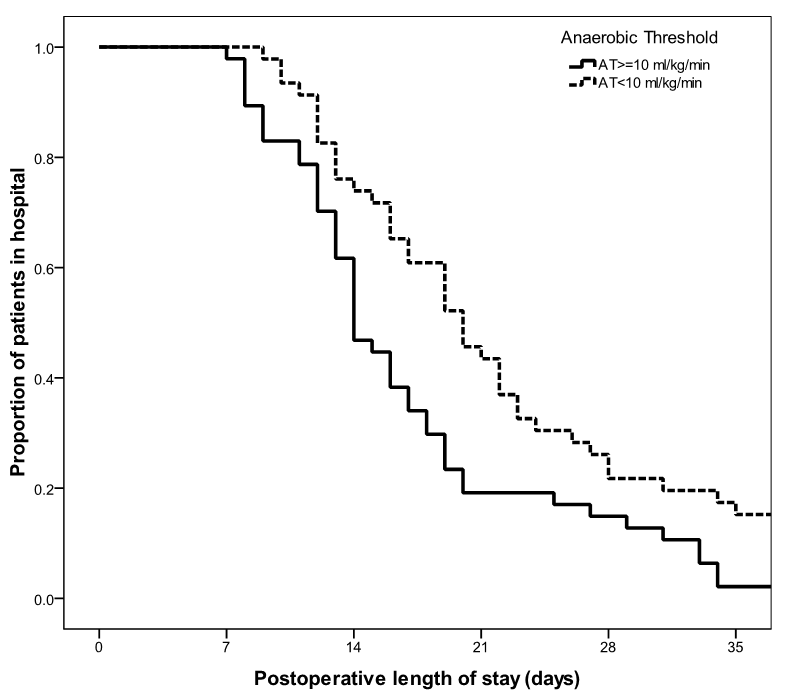 Anaerobic Threshold
AT>=10 ml/kg/min
AT<10 ml/kg/min
1.0
0.8
0.6
0.4
0.2
0.0
Proportion of patients in hospital
0 7 14 21 28 35
Postoperative length of stay (days)